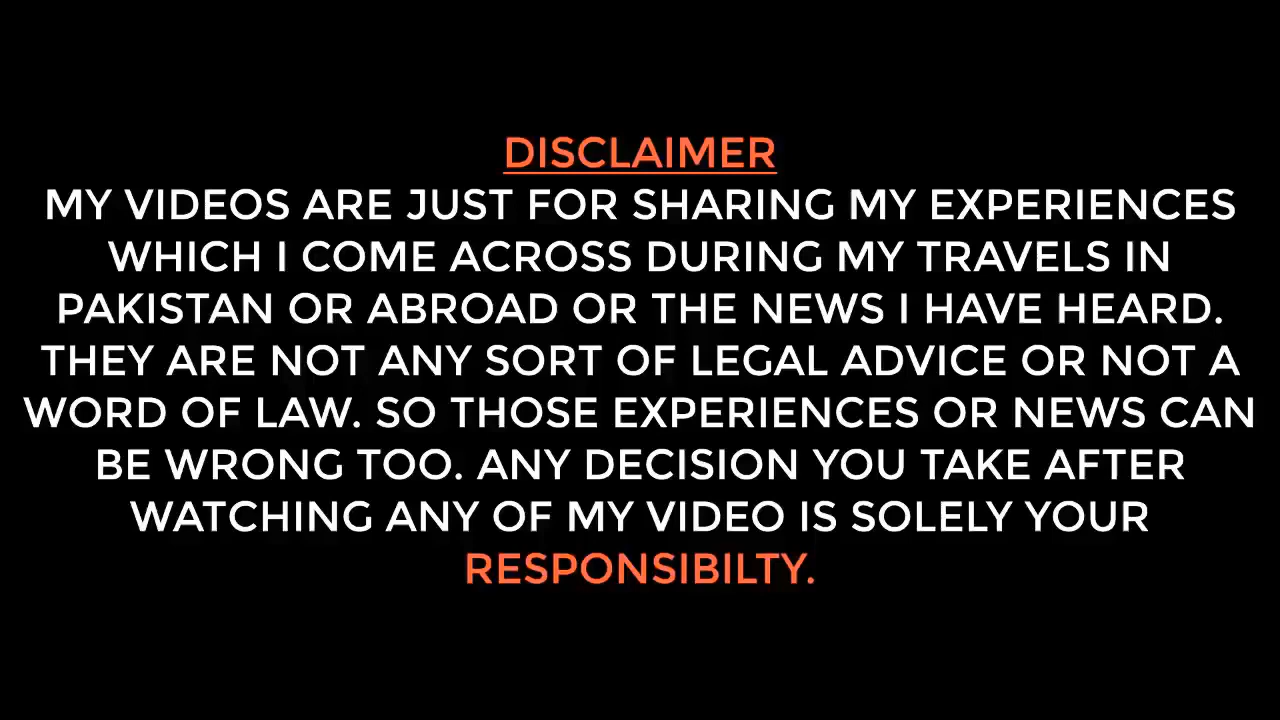 DISCLAIMER
MY VIDEOS ARE JUST FOR SHARING MY EXPERIENCES
WHICH I COME ACROSS DURING MY TRAVELS IN
PAKISTAN OR ABROAD OR THE NEWS I HAVE HEARD.
THEY ARE NOT ANY SORT OF LEGAL ADVICE OR NOT A
WORD OF LAW. SO THOSE EXPERIENCES OR NEWS CAN
BE WRONG TOO. ANY DECISION YOU TAKE AFTER
WATCHING ANY OF MY VIDEO IS SOLELY YOUR
RESPONSIBILTY.